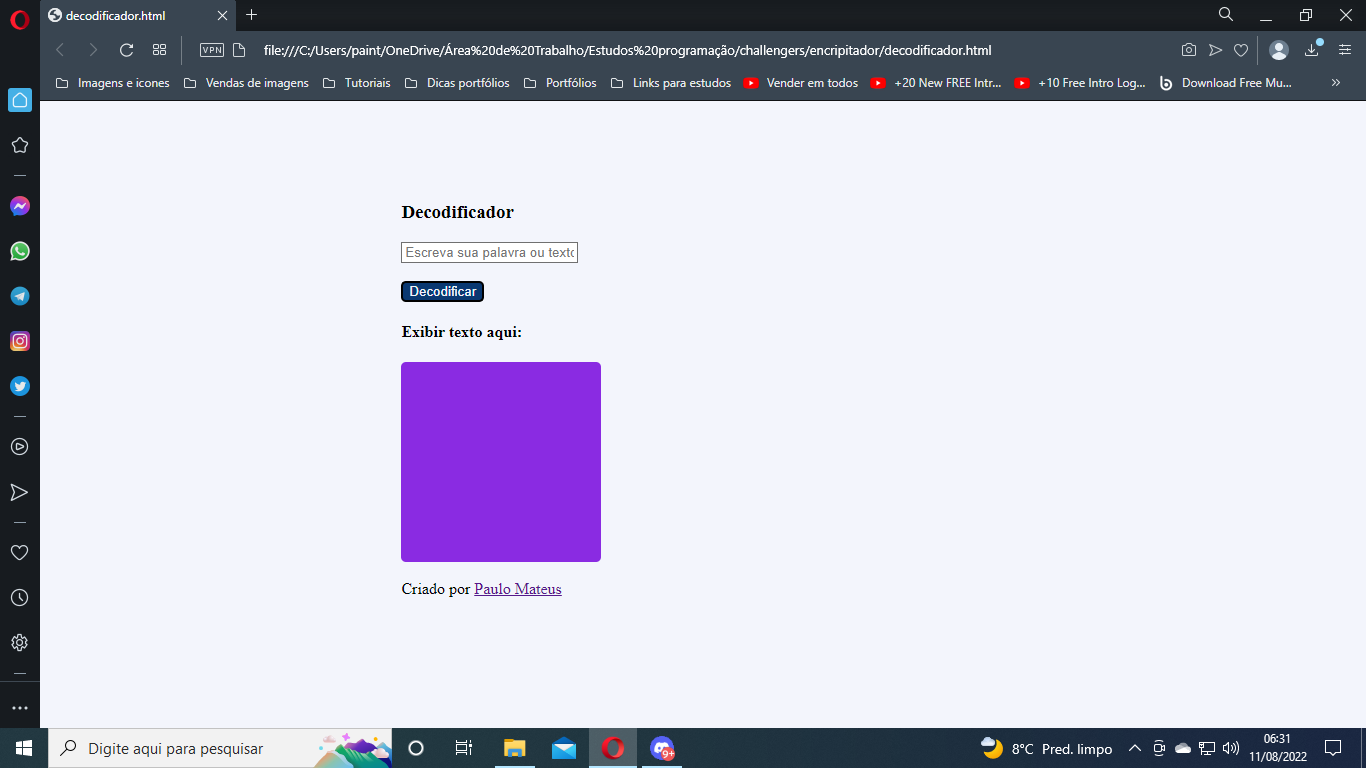 decodificador.html
VPN
file:///C:/Users/paint/OneDrive/Área%20de%20Trabalho/Estudos%20programação/challengers/encripitador/decodificador.html
Imagens e icones
Vendas de imagens
Tutoriais
Dicas portfólios
Portfólios
Links para estudos
Vender em todos
+20 New FREE Intr...
+10 Free Intro Log...
Download Free Mu...
Decodificador
Escreva sua palavra ou texto
Decodificar
Exibir texto aqui:
Criado por Paulo Mateus
Digite aqui para pesquisar
9+
8°C Pred. limpo
06:31
11/08/2022